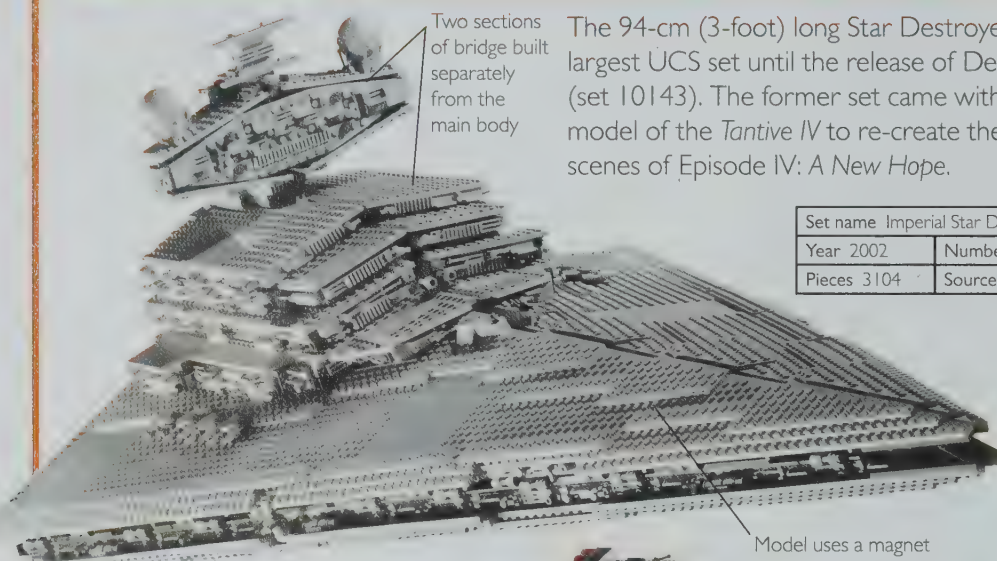 Two sections
of bridge built
separately
from the
main body
The 94-cm (3-foot) long Star Destroye
largest UCS set until the release of De
(set 10143). The former set came with
model of the Tantive IV to re-create the
scenes of Episode IV: A New Hope.
Set name Imperial Star D
Year 2002 Numbe
Pieces 3104 Source
Model uses a magnet